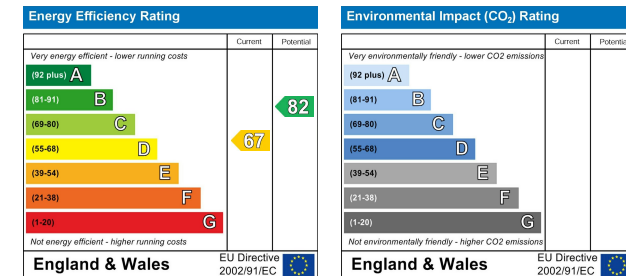 Energy Efficiency Rating
Current Potential
Very energy efficient - lower running costs
(92 plus) A
(81-91) B
82
(69-80) C
(55-68) D
67
(39-54) E
(21-38) F
(1-20) G
Not energy efficient - higher running costs
England & Wales
EU Directive
2002/91/EC
Environmental Impact (CO₂) Rating
Current Potential
Very environmentally friendly - lower CO2 emissions
(92 plus) A
(81-91) B
(69-80) C
(55-68) D
(39-54) E
(21-38) F
(1-20) G
Not environmentally friendly - higher CO2 emissions
England & Wales
EU Directive
2002/91/EC